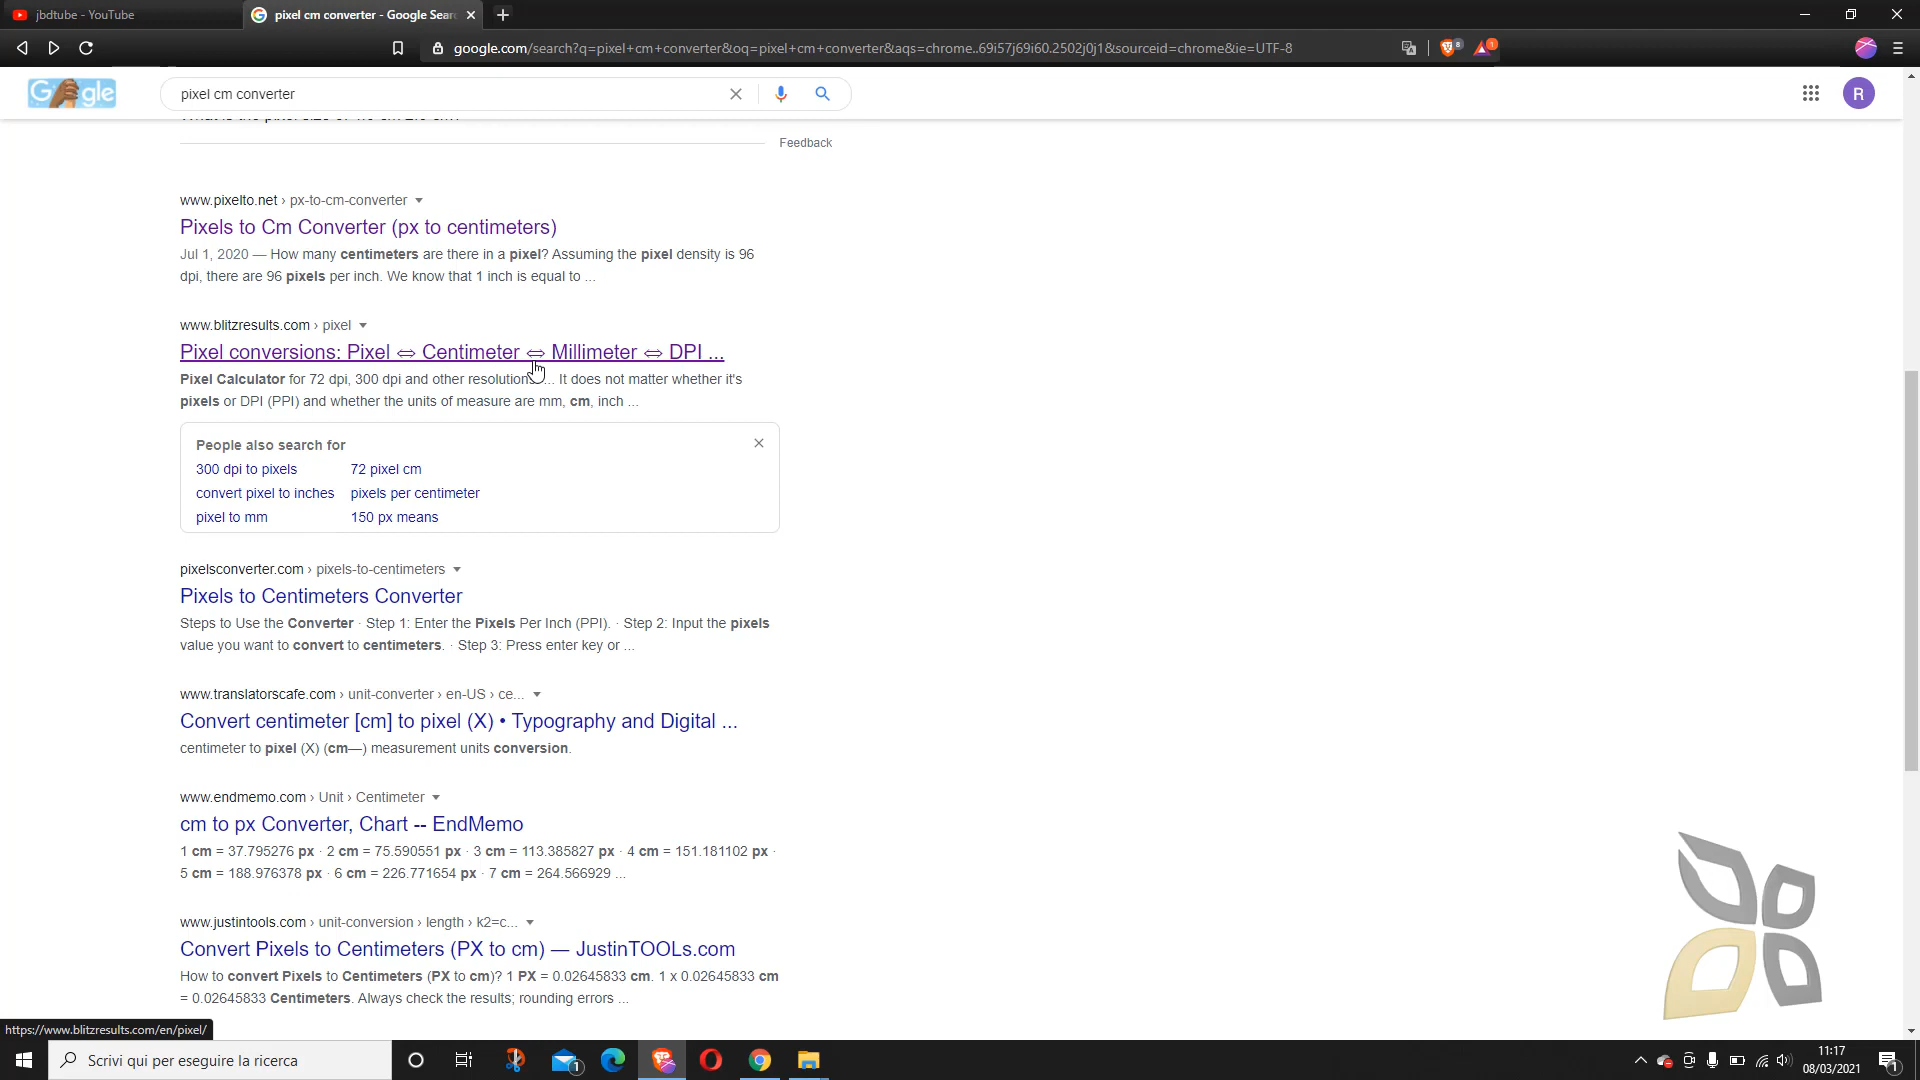 jbdtube - YouTube
pixel cm converter - Google Sear
google.com/search?q=pixel+cm+converter&oq=pixel+cm+converter&aqs=chrome..69i57j69i60.2502j0j1&sourceid=chrome&ie=UTF-8
8
1
Google
pixel cm converter
R
Feedback
www.pixelto.net › px-to-cm-converter
Pixels to Cm Converter (px to centimeters)
Jul 1, 2020 — How many centimeters are there in a pixel? Assuming the pixel density is 96
dpi, there are 96 pixels per inch. We know that 1 inch is equal to ...
www.blitzresults.com › pixel
Pixel conversions: Pixel ⇔ Centimeter ⇔ Millimeter ⇔ DPI ...
Pixel Calculator for 72 dpi, 300 dpi and other resolution ... It does not matter whether it's
pixels or DPI (PPI) and whether the units of measure are mm, cm, inch ...
People also search for
300 dpi to pixels 72 pixel cm
convert pixel to inches pixels per centimeter
pixel to mm 150 px means
pixelsconverter.com › pixels-to-centimeters
Pixels to Centimeters Converter
Steps to Use the Converter · Step 1: Enter the Pixels Per Inch (PPI). · Step 2: Input the pixels
value you want to convert to centimeters. · Step 3: Press enter key or ...
www.translatorscafe.com › unit-converter › en-US › ce...
Convert centimeter [cm] to pixel (X) • Typography and Digital ...
centimeter to pixel (X) (cm—) measurement units conversion.
www.endmemo.com › Unit › Centimeter
cm to px Converter, Chart -- EndMemo
1 cm = 37.795276 px · 2 cm = 75.590551 px · 3 cm = 113.385827 px · 4 cm = 151.181102 px ·
5 cm = 188.976378 px · 6 cm = 226.771654 px · 7 cm = 264.566929 ...
www.justintools.com › unit-conversion › length › k2=c...
Convert Pixels to Centimeters (PX to cm) — JustinTOOLs.com
How to convert Pixels to Centimeters (PX to cm)? 1 PX = 0.02645833 cm. 1 x 0.02645833 cm
= 0.02645833 Centimeters. Always check the results; rounding errors ...
https://www.blitzresults.com/en/pixel/
Scrivi qui per eseguire la ricerca
1
11:17
08/03/2021
1